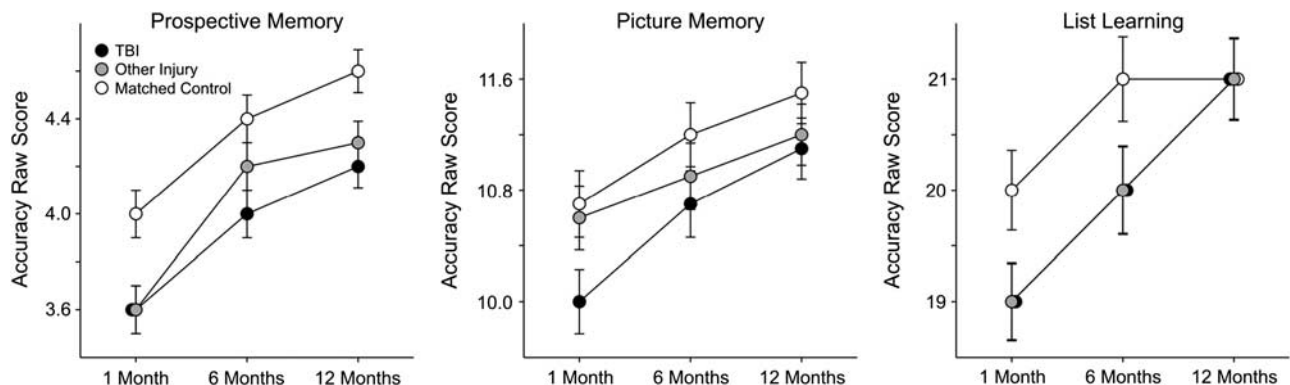 Prospective Memory
TBI
Other Injury
Matched Control
Accuracy Raw Score
4.4
4.0
3.6
1 Month 6 Months 12 Months
Picture Memory
Accuracy Raw Score
11.6
10.8
10.0
1 Month 6 Months 12 Months
List Learning
Accuracy Raw Score
21
20
19
1 Month 6 Months 12 Months